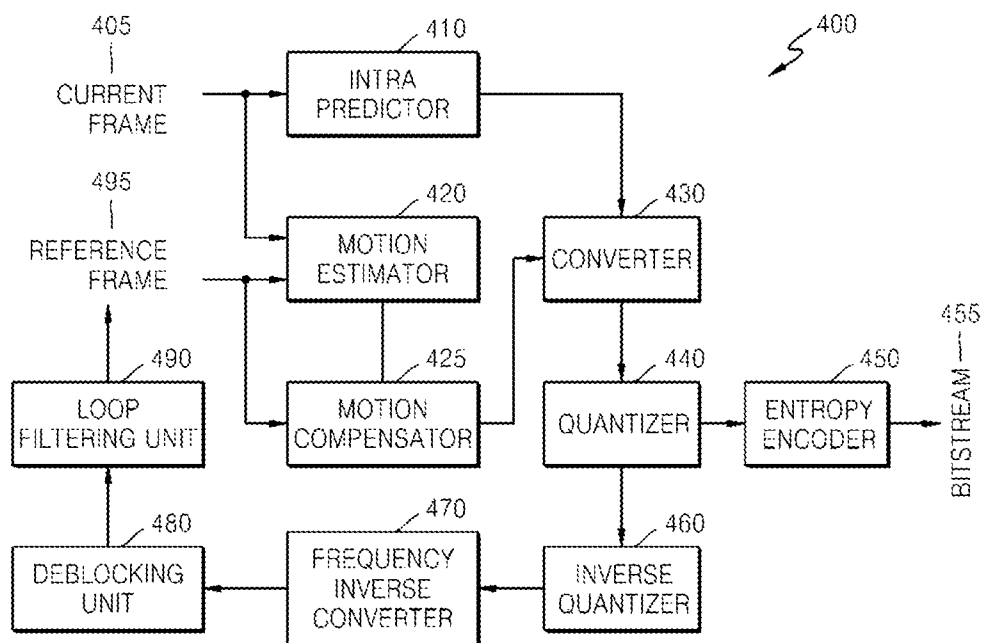 405
CURRENT
FRAME
410
INTRA
PREDICTOR
400
495
REFERENCE
FRAME
420
MOTION
ESTIMATOR
430
CONVERTER
490
LOOP
FILTERING UNIT
425
MOTION
COMPENSATOR
440
QUANTIZER
450
ENTROPY
ENCODER
455
BITSTREAM
480
DEBLOCKING
UNIT
470
FREQUENCY
INVERSE
CONVERTER
460
INVERSE
QUANTIZER